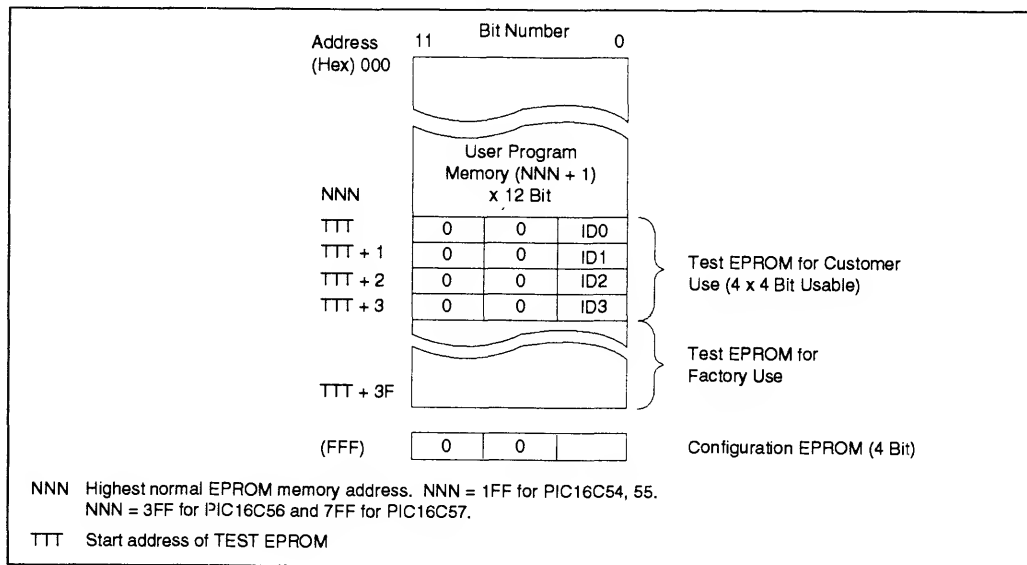 Address 11 Bit Number 0
(Hex) 000
User Program
Memory (NNN + 1)
NNN x 12 Bit
TTT 0 0 ID0
TTT + 1 0 0 ID1
TTT + 2 0 0 ID2
TTT + 3 0 0 ID3
Test EPROM for Customer
Use (4 x 4 Bit Usable)
Test EPROM for
Factory Use
TTT + 3F
(FFF) 0 0 Configuration EPROM (4 Bit)
NNN Highest normal EPROM memory address. NNN = 1FF for PIC16C54, 55.
NNN = 3FF for PIC16C56 and 7FF for PIC16C57.
TTT Start address of TEST EPROM